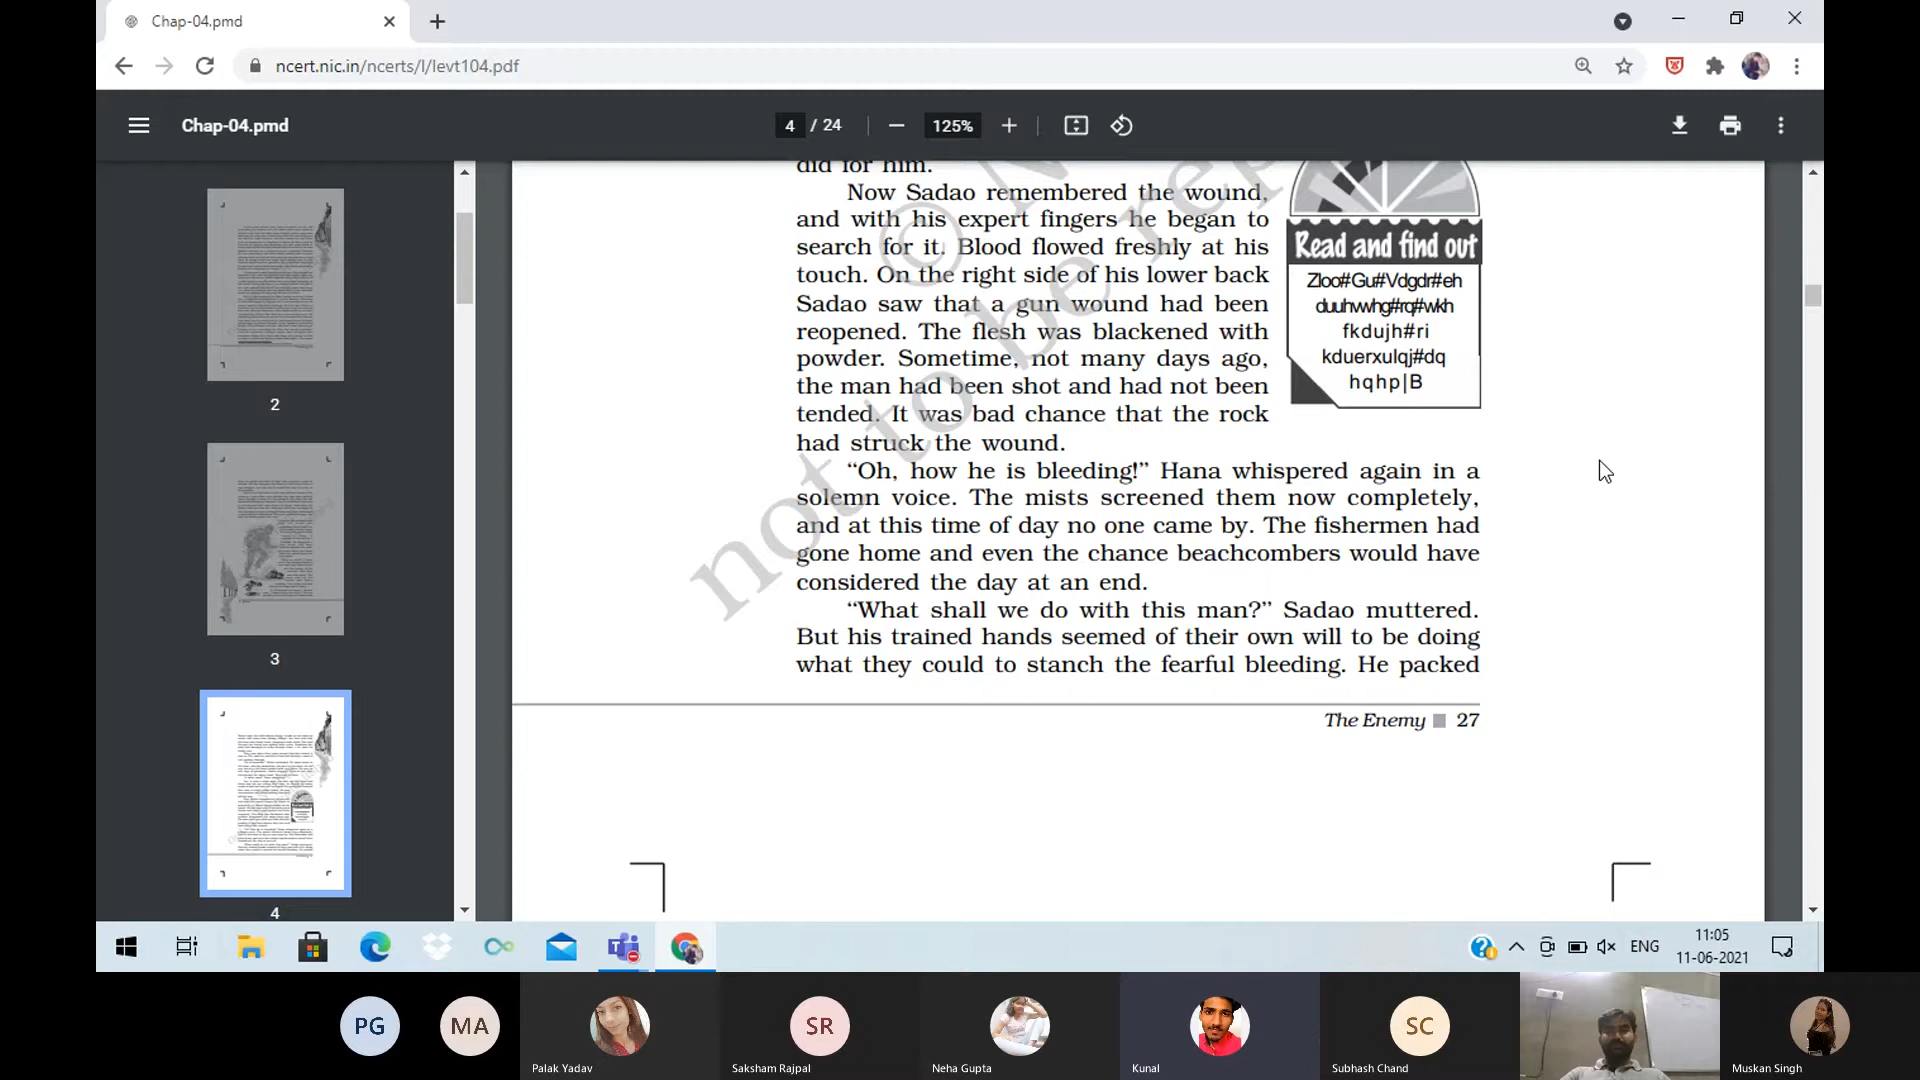 Chap-04.pmd
ncert.nic.in/ncerts/l/levt104.pdf
Chap-04.pmd
4 / 24
125%
2
3
4
did for him.
Now Sadao remembered the wound,
and with his expert fingers he began to
search for it. Blood flowed freshly at his
touch. On the right side of his lower back
Sadao saw that a gun wound had been
reopened. The flesh was blackened with
powder. Sometime, not many days ago,
the man had been shot and had not been
tended. It was bad chance that the rock
had struck the wound.
Read and find out
Zloo#Gu#Vdgdr#eh
duuhvwhg#rq#wkh
fkdujh#ri
kduerxulqj#dq
hqhp|B
“Oh, how he is bleeding!” Hana whispered again in a
solemn voice. The mists screened them now completely,
and at this time of day no one came by. The fishermen had
gone home and even the chance beachcombers would have
considered the day at an end.
“What shall we do with this man?” Sadao muttered.
But his trained hands seemed of their own will to be doing
what they could to stanch the fearful bleeding. He packed
The Enemy 27
© N
not to be rep
ENG
11:05
11-06-2021
PG
MA
Palak Yadav
SR
Saksham Rajpal
Neha Gupta
Kunal
SC
Subhash Chand
Muskan Singh